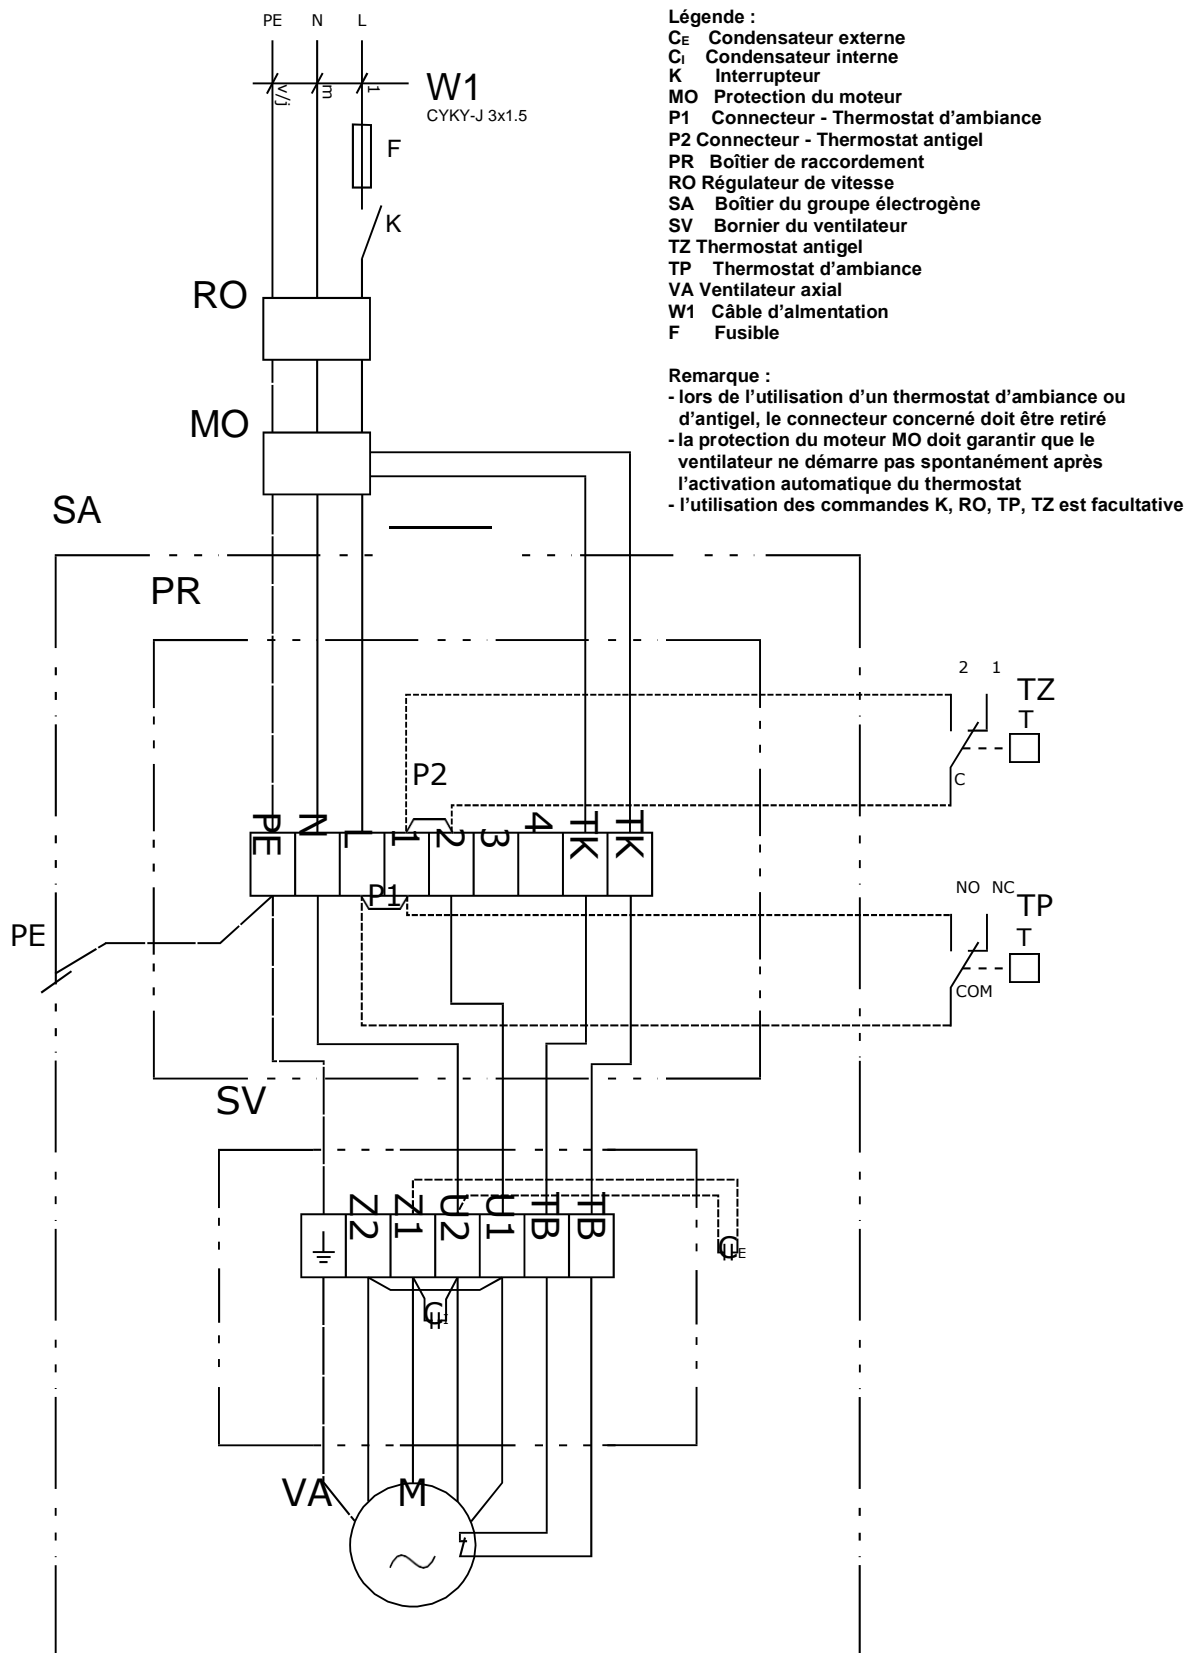 PE N L
v/j m 1
W1
CYKY-J 3x1.5
F
K
RO
MO
SA
PR
Légende :
CE Condensateur externe
CI Condensateur interne
K Interrupteur
MO Protection du moteur
P1 Connecteur - Thermostat d'ambiance
P2 Connecteur - Thermostat antigel
PR Boîtier de raccordement
RO Régulateur de vitesse
SA Boîtier du groupe électrogène
SV Bornier du ventilateur
TZ Thermostat antigel
TP Thermostat d'ambiance
VA Ventilateur axial
W1 Câble d'almentation
F Fusible
Remarque :
- lors de l'utilisation d'un thermostat d'ambiance ou
d'antigel, le connecteur concerné doit être retiré
- la protection du moteur MO doit garantir que le
ventilateur ne démarre pas spontanément après
l'activation automatique du thermostat
- l'utilisation des commandes K, RO, TP, TZ est facultative
2 1
TZ
T
C
P2
PE N L 1 2 3 4 TK TK
P1
NO NC
TP
T
COM
PE
SV
Z2 Z1 U2 U1 TB TB
CE
CI
VA M